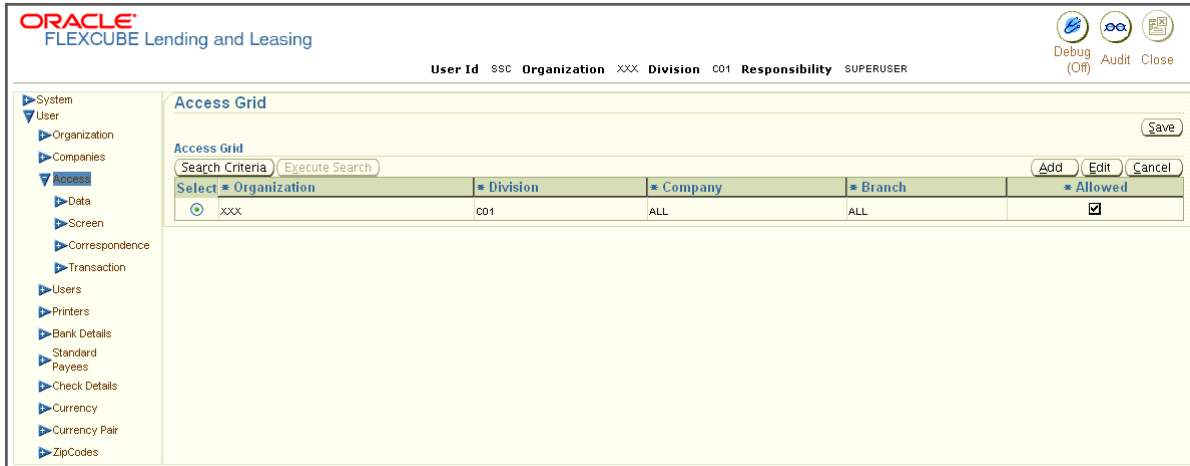 ORACLE
FLEXCUBE Lending and Leasing
Debug (Off)
Audit
Close
User Id SSC Organization XXX Division C01 Responsibility SUPERUSER
System
User
Organization
Companies
Access
Data
Screen
Correspondence
Transaction
Users
Printers
Bank Details
Standard Payees
Check Details
Currency
Currency Pair
ZipCodes
Access Grid
Save
Access Grid
Search Criteria Execute Search Add Edit Cancel
Select * Organization * Division * Company * Branch * Allowed
XXX C01 ALL ALL